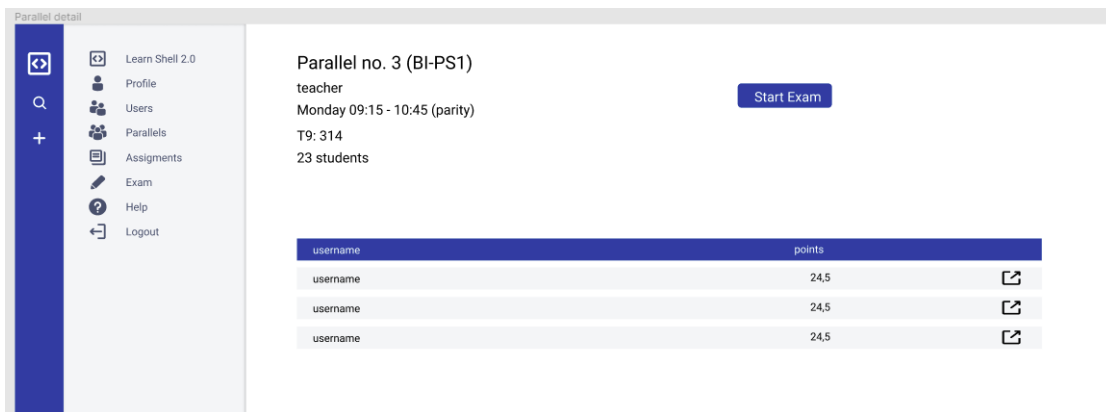 Parallel detail
Learn Shell 2.0
Profile
Users
Parallels
Assigments
Exam
Help
Logout
Parallel no. 3 (BI-PS1)
teacher
Monday 09:15 - 10:45 (parity)
T9: 314
23 students
Start Exam
username points
username 24,5
username 24,5
username 24,5